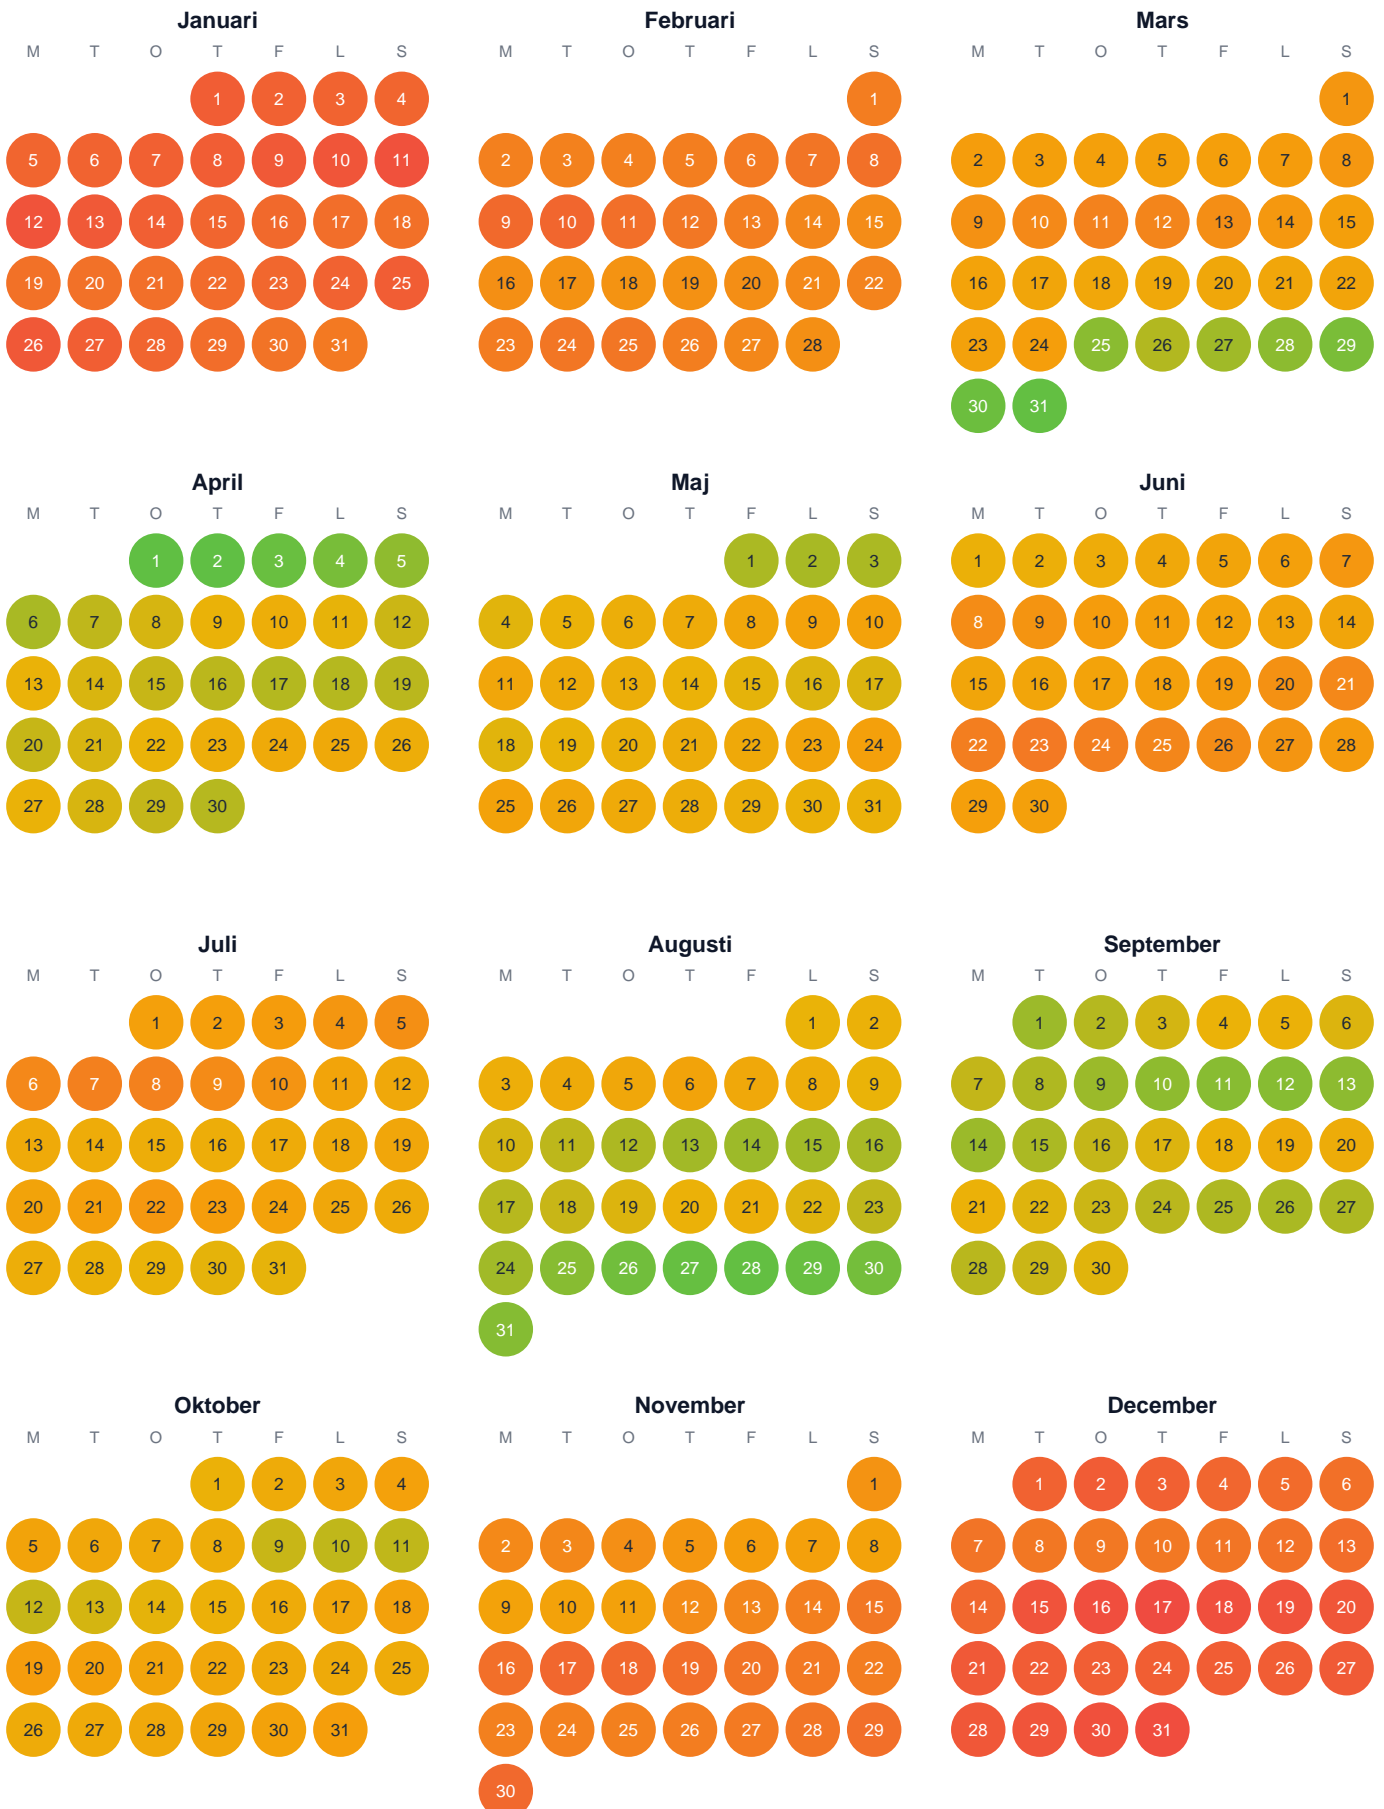 Januari
M T O T F L S
1 2 3 4
5 6 7 8 9 10 11
12 13 14 15 16 17 18
19 20 21 22 23 24 25
26 27 28 29 30 31
Februari
M T O T F L S
1
2 3 4 5 6 7 8
9 10 11 12 13 14 15
16 17 18 19 20 21 22
23 24 25 26 27 28
Mars
M T O T F L S
1
2 3 4 5 6 7 8
9 10 11 12 13 14 15
16 17 18 19 20 21 22
23 24 25 26 27 28 29
30 31
April
M T O T F L S
1 2 3 4 5
6 7 8 9 10 11 12
13 14 15 16 17 18 19
20 21 22 23 24 25 26
27 28 29 30
Maj
M T O T F L S
1 2 3
4 5 6 7 8 9 10
11 12 13 14 15 16 17
18 19 20 21 22 23 24
25 26 27 28 29 30 31
Juni
M T O T F L S
1 2 3 4 5 6 7
8 9 10 11 12 13 14
15 16 17 18 19 20 21
22 23 24 25 26 27 28
29 30
Juli
M T O T F L S
1 2 3 4 5
6 7 8 9 10 11 12
13 14 15 16 17 18 19
20 21 22 23 24 25 26
27 28 29 30 31
Augusti
M T O T F L S
1 2
3 4 5 6 7 8 9
10 11 12 13 14 15 16
17 18 19 20 21 22 23
24 25 26 27 28 29 30
31
September
M T O T F L S
1 2 3 4 5 6
7 8 9 10 11 12 13
14 15 16 17 18 19 20
21 22 23 24 25 26 27
28 29 30
Oktober
M T O T F L S
1 2 3 4
5 6 7 8 9 10 11
12 13 14 15 16 17 18
19 20 21 22 23 24 25
26 27 28 29 30 31
November
M T O T F L S
1
2 3 4 5 6 7 8
9 10 11 12 13 14 15
16 17 18 19 20 21 22
23 24 25 26 27 28 29
30
December
M T O T F L S
1 2 3 4 5 6
7 8 9 10 11 12 13
14 15 16 17 18 19 20
21 22 23 24 25 26 27
28 29 30 31